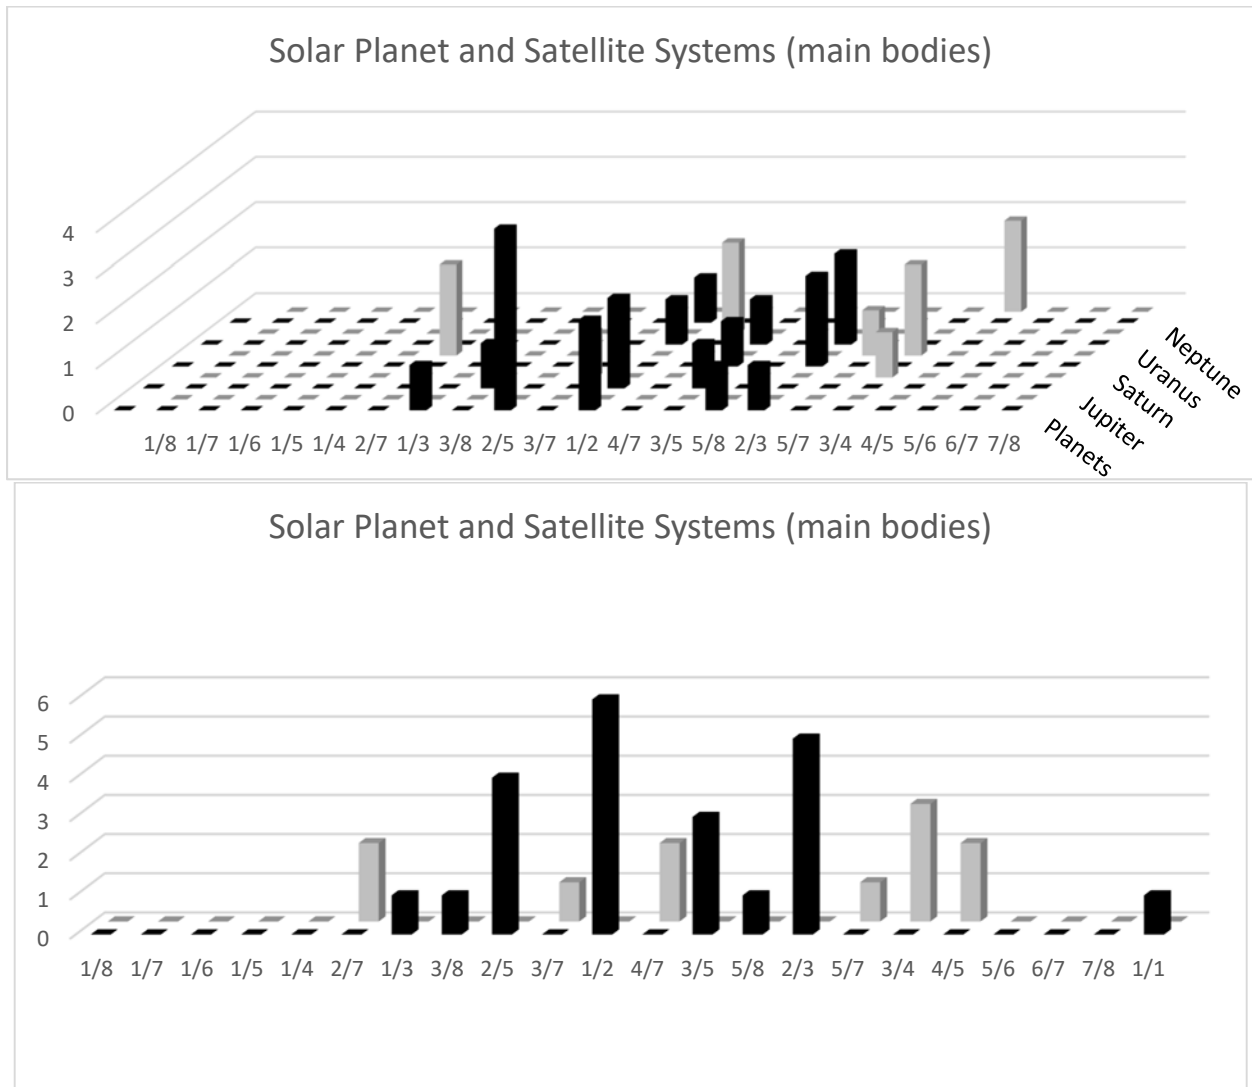 Solar Planet and Satellite Systems (main bodies)
4
3
2
1
0
1/8 1/7 1/6 1/5 1/4 2/7 1/3 3/8 2/5 3/7 1/2 4/7 3/5 5/8 2/3 5/7 3/4 4/5 5/6 6/7 7/8
Neptune
Uranus
Saturn
Jupiter
Planets
Solar Planet and Satellite Systems (main bodies)
6
5
4
3
2
1
0
1/8 1/7 1/6 1/5 1/4 2/7 1/3 3/8 2/5 3/7 1/2 4/7 3/5 5/8 2/3 5/7 3/4 4/5 5/6 6/7 7/8 1/1